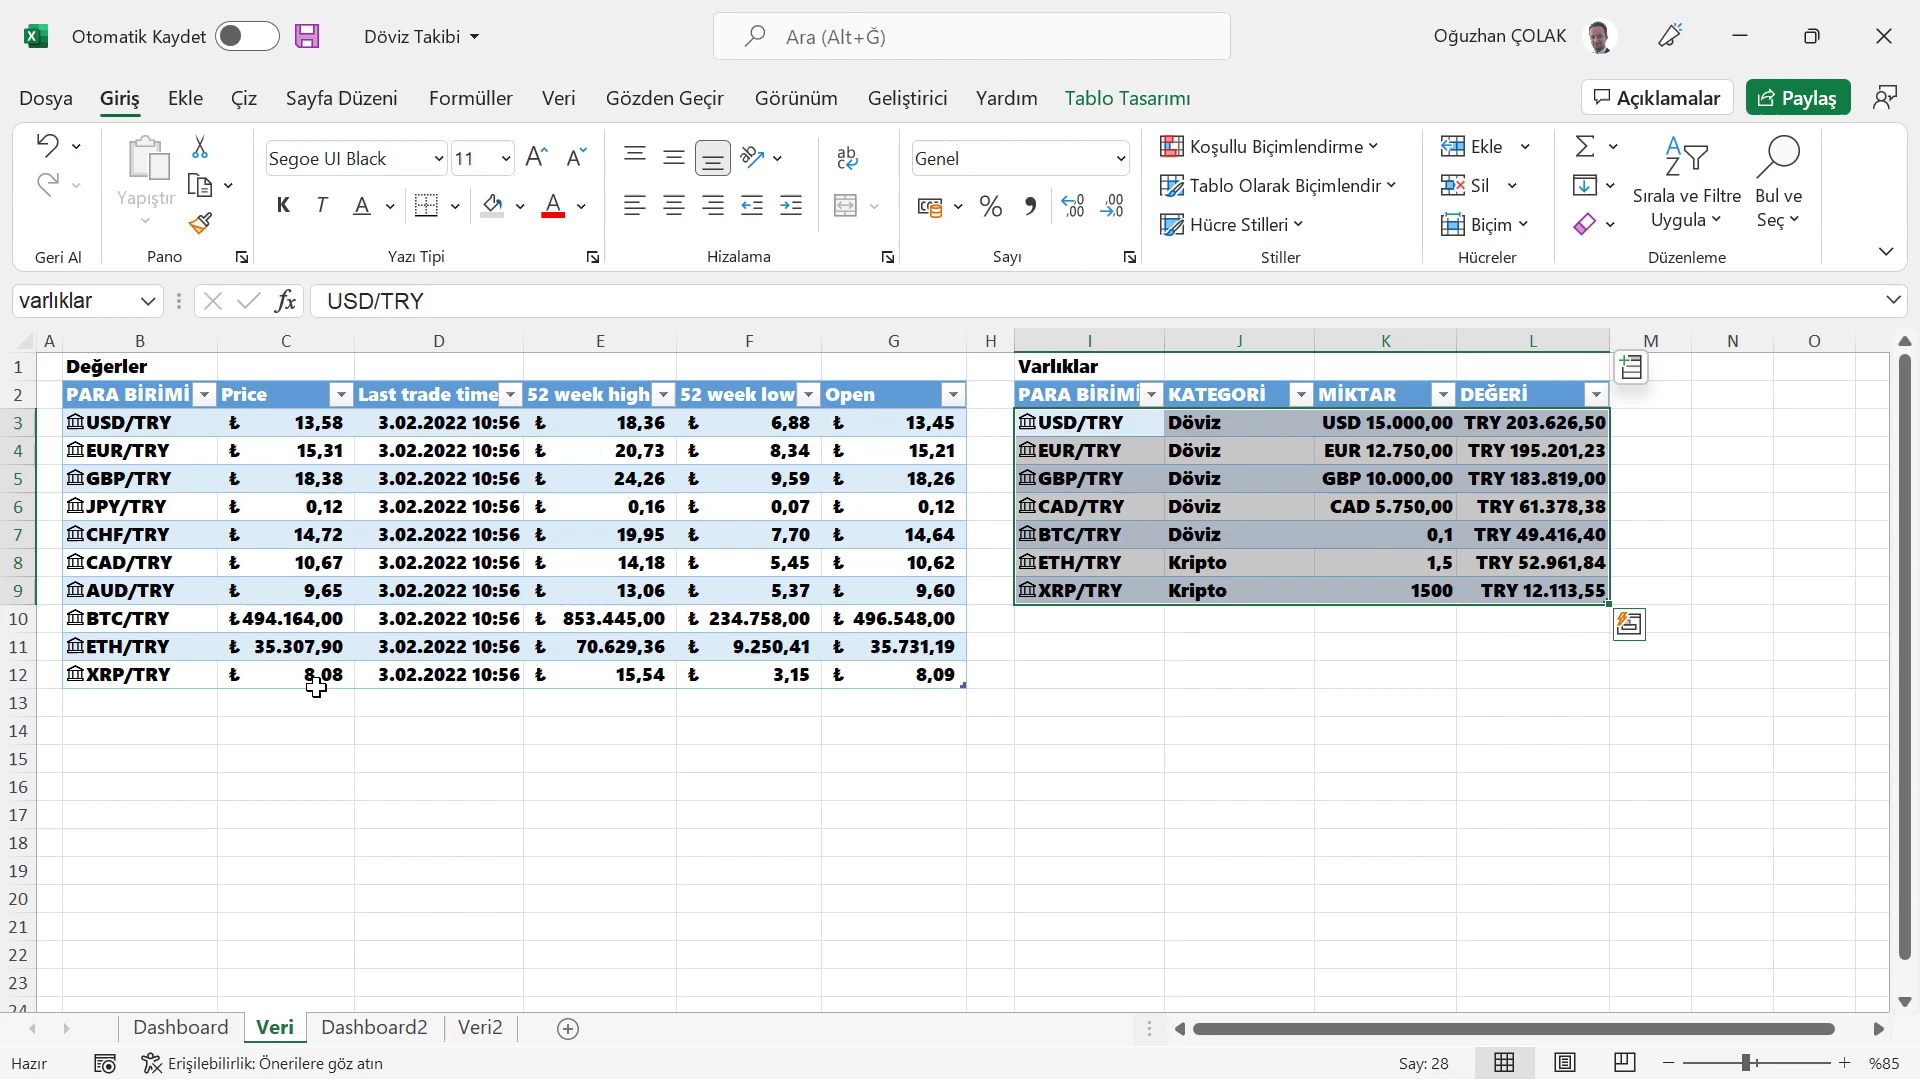 Otomatik Kaydet
Döviz Takibi
Ara (Alt+Ğ)
Oğuzhan ÇOLAK
Dosya Giriş Ekle Çiz Sayfa Düzeni Formüller Veri Gözden Geçir Görünüm Geliştirici Yardım Tablo Tasarımı
Açıklamalar
Paylaş
Yapıştır
Segoe UI Black 11
K T A A
ab
Genel
Koşullu Biçimlendirme
Tablo Olarak Biçimlendir
Hücre Stilleri
Ekle
Sil
Biçim
Sırala ve Filtre
Uygula
Bul ve
Seç
Geri Al Pano Yazı Tipi Hizalama Sayı Stiller Hücreler Düzenleme
varlıklar fx USD/TRY
A B C D E F G H I J K L M N O
1 Değerler Varlıklar
2 PARA BİRİMİ Price Last trade time 52 week high 52 week low Open PARA BİRİMİ KATEGORİ MİKTAR DEĞERİ
3 USD/TRY ₺ 13,58 3.02.2022 10:56 ₺ 18,36 ₺ 6,88 ₺ 13,45 USD/TRY Döviz USD 15.000,00 TRY 203.626,50
4 EUR/TRY ₺ 15,31 3.02.2022 10:56 ₺ 20,73 ₺ 8,34 ₺ 15,21 EUR/TRY Döviz EUR 12.750,00 TRY 195.201,23
5 GBP/TRY ₺ 18,38 3.02.2022 10:56 ₺ 24,26 ₺ 9,59 ₺ 18,26 GBP/TRY Döviz GBP 10.000,00 TRY 183.819,00
6 JPY/TRY ₺ 0,12 3.02.2022 10:56 ₺ 0,16 ₺ 0,07 ₺ 0,12 CAD/TRY Döviz CAD 5.750,00 TRY 61.378,38
7 CHF/TRY ₺ 14,72 3.02.2022 10:56 ₺ 19,95 ₺ 7,70 ₺ 14,64 BTC/TRY Döviz 0,1 TRY 49.416,40
8 CAD/TRY ₺ 10,67 3.02.2022 10:56 ₺ 14,18 ₺ 5,45 ₺ 10,62 ETH/TRY Kripto 1,5 TRY 52.961,84
9 AUD/TRY ₺ 9,65 3.02.2022 10:56 ₺ 13,06 ₺ 5,37 ₺ 9,60 XRP/TRY Kripto 1500 TRY 12.113,55
10 BTC/TRY ₺494.164,00 3.02.2022 10:56 ₺ 853.445,00 ₺ 234.758,00 ₺ 496.548,00
11 ETH/TRY ₺ 35.307,90 3.02.2022 10:56 ₺ 70.629,36 ₺ 9.250,41 ₺ 35.731,19
12 XRP/TRY ₺ 8,08 3.02.2022 10:56 ₺ 15,54 ₺ 3,15 ₺ 8,09
13
14
15
16
17
18
19
20
21
22
23
24
Dashboard Veri Dashboard2 Veri2
Hazır Erişilebilirlik: Önerilere göz atın Say: 28 %85